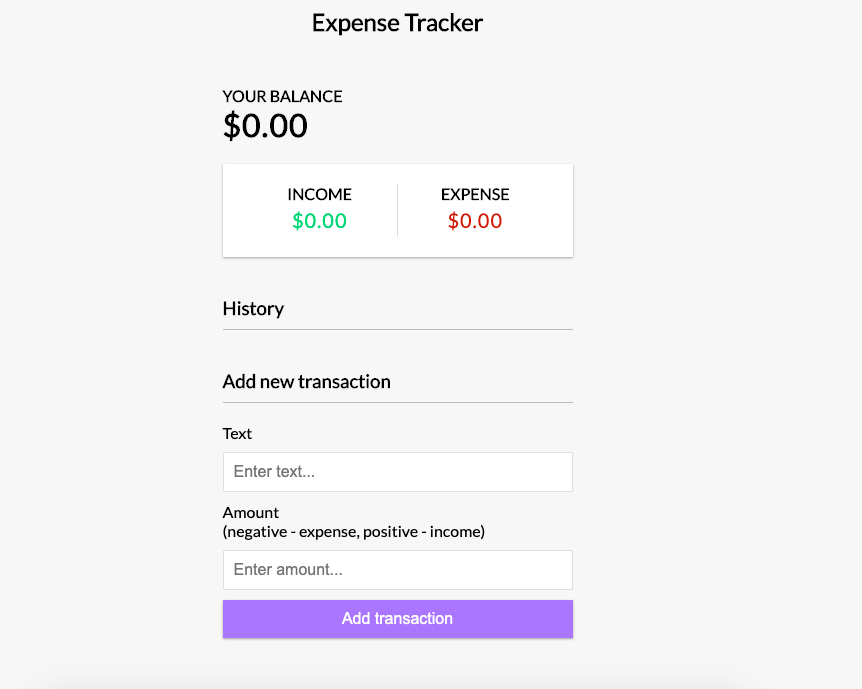 Expense Tracker
YOUR BALANCE
$0.00
INCOME EXPENSE
$0.00 $0.00
History
Add new transaction
Text
Enter text...
Amount
(negative - expense, positive - income)
Enter amount...
Add transaction